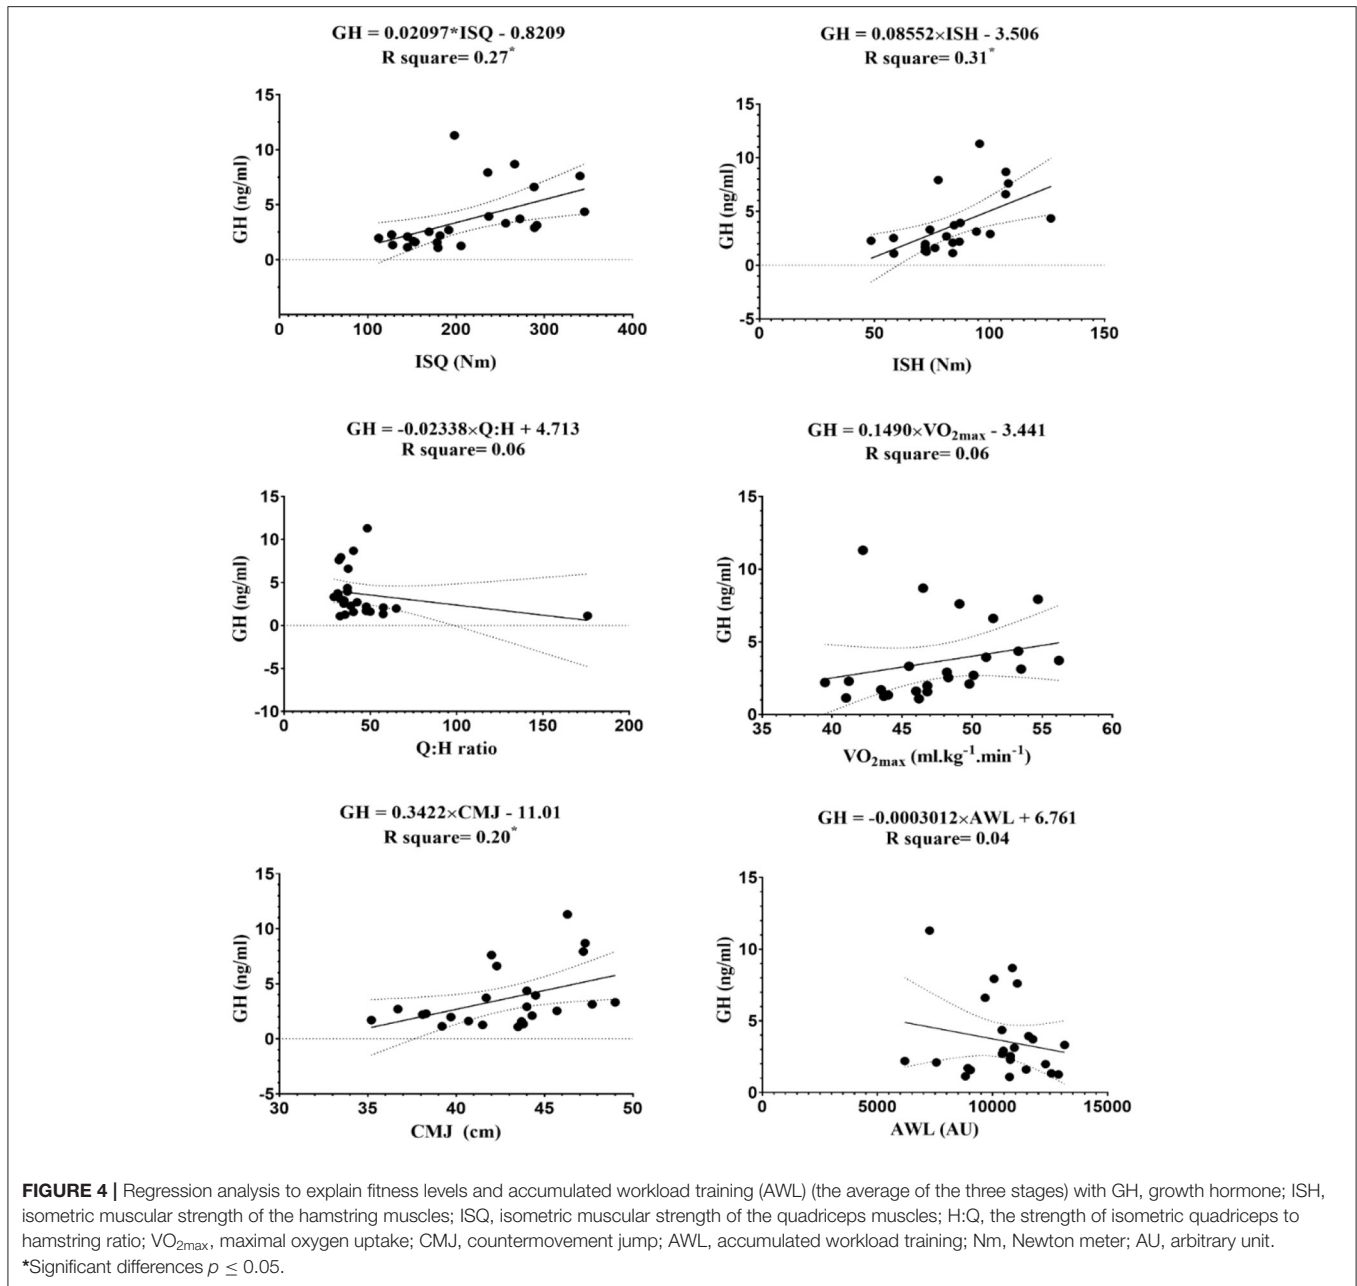 GH = 0.02097*ISQ - 0.8209
R square= 0.27*
15
10
5
0
GH (ng/ml)
0 100 200 300 400
ISQ (Nm)
GH = 0.08552×ISH - 3.506
R square= 0.31*
15
10
5
0
-5
GH (ng/ml)
0 50 100 150
ISH (Nm)
GH = -0.02338×Q:H + 4.713
R square= 0.06
15
10
5
0
-5
-10
GH (ng/ml)
0 50 100 150 200
Q:H ratio
GH = 0.1490×VO2max - 3.441
R square= 0.06
15
10
5
0
GH (ng/ml)
35 40 45 50 55 60
VO2max (ml.kg-1.min-1)
GH = 0.3422×CMJ - 11.01
R square= 0.20*
15
10
5
0
-5
GH (ng/ml)
30 35 40 45 50
CMJ (cm)
GH = -0.0003012×AWL + 6.761
R square= 0.04
15
10
5
0
GH (ng/ml)
0 5000 10000 15000
AWL (AU)
FIGURE 4 | Regression analysis to explain fitness levels and accumulated workload training (AWL) (the average of the three stages) with GH, growth hormone; ISH,
isometric muscular strength of the hamstring muscles; ISQ, isometric muscular strength of the quadriceps muscles; H:Q, the strength of isometric quadriceps to
hamstring ratio; VO2max, maximal oxygen uptake; CMJ, countermovement jump; AWL, accumulated workload training; Nm, Newton meter; AU, arbitrary unit.
*Significant differences p ≤ 0.05.